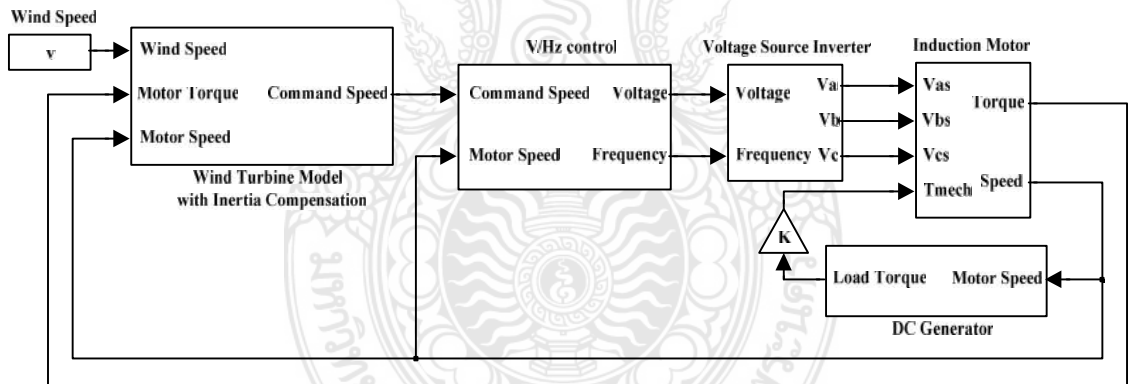 Wind Speed
v
Wind Speed
Motor Torque
Command Speed
Motor Speed
Wind Turbine Model
with Inertia Compensation
V/Hz control
Command Speed
Voltage
Motor Speed
Frequency
Voltage Source Inverter
Voltage
Va
Vb
Frequency
Vc
Induction Motor
Vas
Torque
Vbs
Vcs
Speed
Tmech
K
Load Torque
Motor Speed
DC Generator